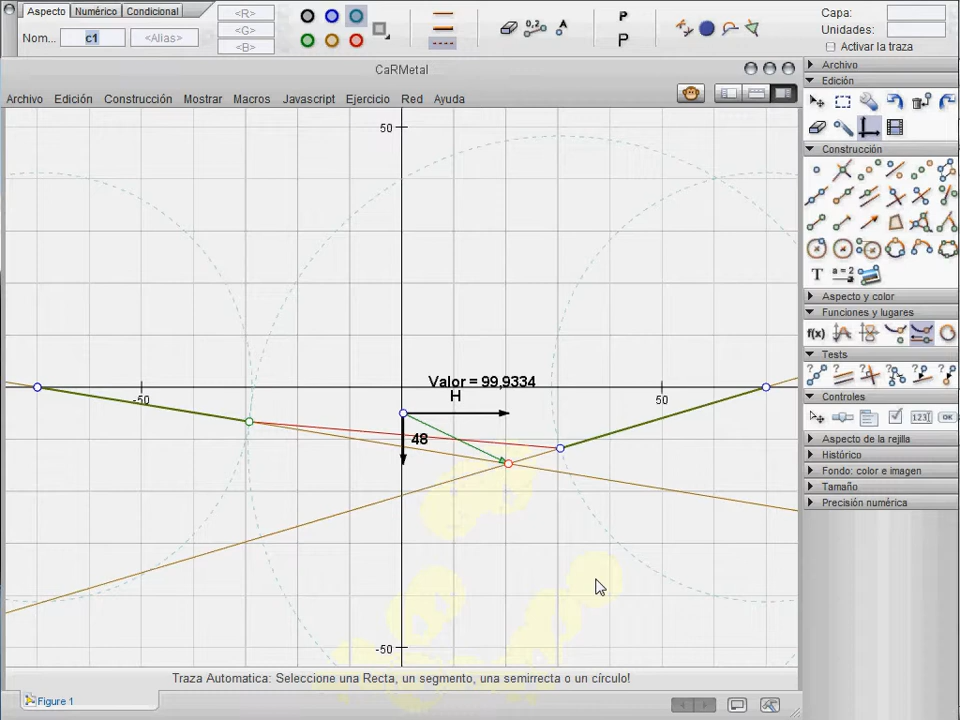 Aspecto Numérico Condicional
Nom... c1 <Alias>
<R>
<G>
<B>
0,2
A
P
P
Capa:
Unidades:
Activar la traza
CaRMetal
Archivo Edición Construcción Mostrar Macros Javascript Ejercicio Red Ayuda
Archivo
Edición
Construcción
T a = 2
Aspecto y color
Funciones y lugares
f(x)
Tests
Controles
OK
Aspecto de la rejilla
Histórico
Fondo: color e imagen
Tamaño
Precisión numérica
50
Valor = 99,9334
H
-50
50
48
-50
Traza Automatica: Seleccione una Recta, un segmento, una semirrecta o un círculo!
Figure 1